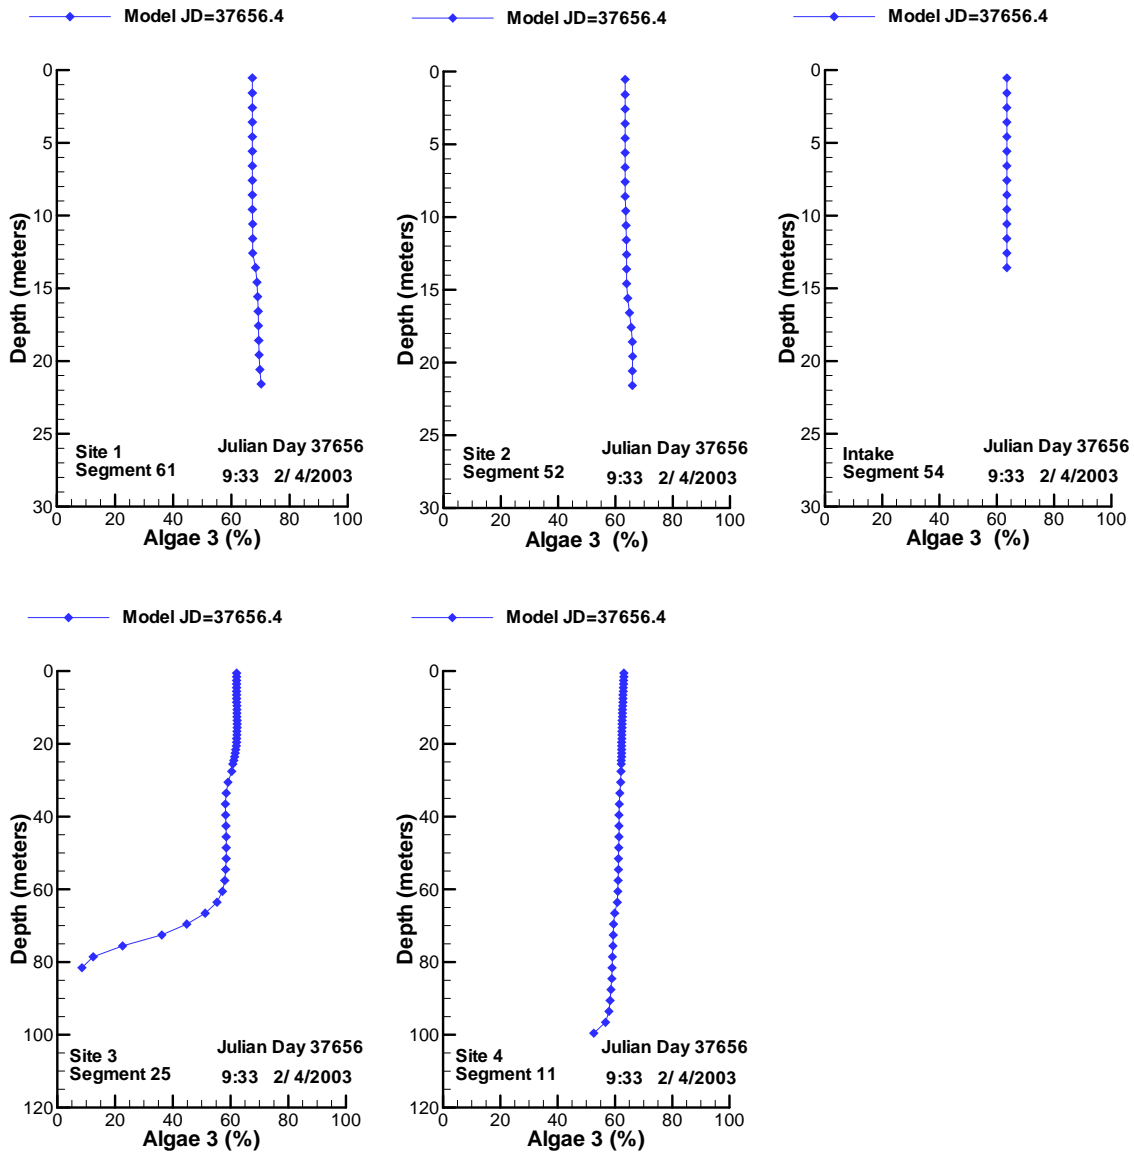 Model JD=37656.4
0
5
10
15
20
25
30
Depth (meters)
Site 1
Segment 61
Julian Day 37656
9:33 2/ 4/2003
0 20 40 60 80 100
Algae 3 (%)
Model JD=37656.4
0
5
10
15
20
25
30
Depth (meters)
Site 2
Segment 52
Julian Day 37656
9:33 2/ 4/2003
0 20 40 60 80 100
Algae 3 (%)
Model JD=37656.4
0
5
10
15
20
25
30
Depth (meters)
Intake
Segment 54
Julian Day 37656
9:33 2/ 4/2003
0 20 40 60 80 100
Algae 3 (%)
Model JD=37656.4
0
20
40
60
80
100
120
Depth (meters)
Site 3
Segment 25
Julian Day 37656
9:33 2/ 4/2003
0 20 40 60 80 100
Algae 3 (%)
Model JD=37656.4
0
20
40
60
80
100
120
Depth (meters)
Site 4
Segment 11
Julian Day 37656
9:33 2/ 4/2003
0 20 40 60 80 100
Algae 3 (%)